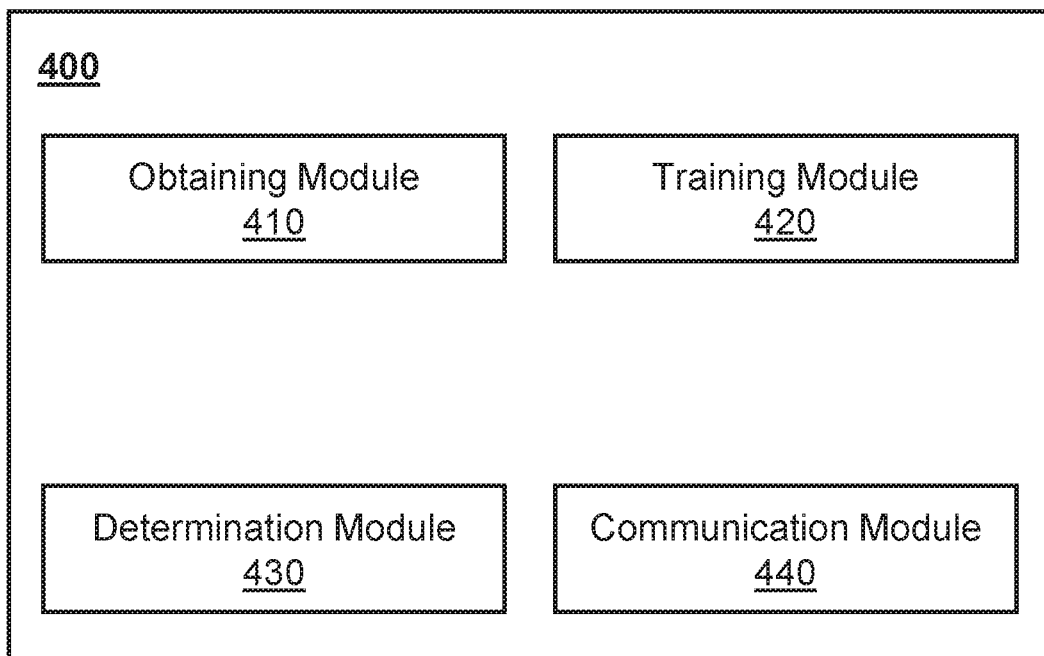 400
Obtaining Module
410
Training Module
420
Determination Module
430
Communication Module
440